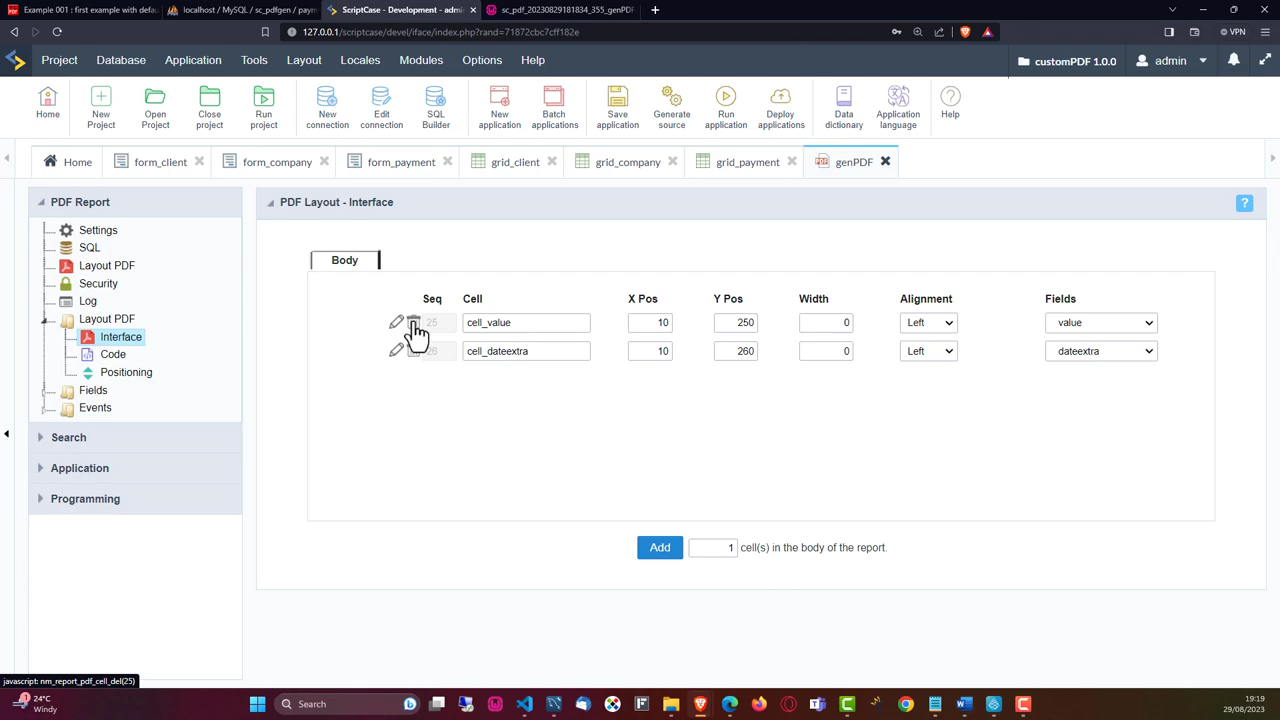 Example 001 : first example with defau
localhost / MySQL / sc_pdfgen / paym
ScriptCase - Development - admi
sc_pdf_20230829181834_355_genPDF
127.0.0.1/scriptcase/devel/iface/index.php?rand=71872cbc7cff182e
VPN
Project
Database
Application
Tools
Layout
Locales
Modules
Options
Help
customPDF 1.0.0
admin
Home
New Project
Open Project
Close project
Run project
New connection
Edit connection
SQL Builder
New application
Batch applications
Save application
Generate source
Run application
Deploy applications
Data dictionary
Application language
Help
Home
form_client
form_company
form_payment
grid_client
grid_company
grid_payment
genPDF
PDF Report
Settings
SQL
Layout PDF
Security
Log
Layout PDF
Interface
Code
Positioning
Fields
Events
Search
Application
Programming
PDF Layout - Interface
?
Body
Seq Cell X Pos Y Pos Width Alignment Fields
25 cell_value 10 250 0 Left value
26 cell_dateextra 10 260 0 Left dateextra
Add 1 cell(s) in the body of the report.
javascript: nm_report_pdf_cell_del(25)
1
24°C
Windy
Search
19:19
29/08/2023